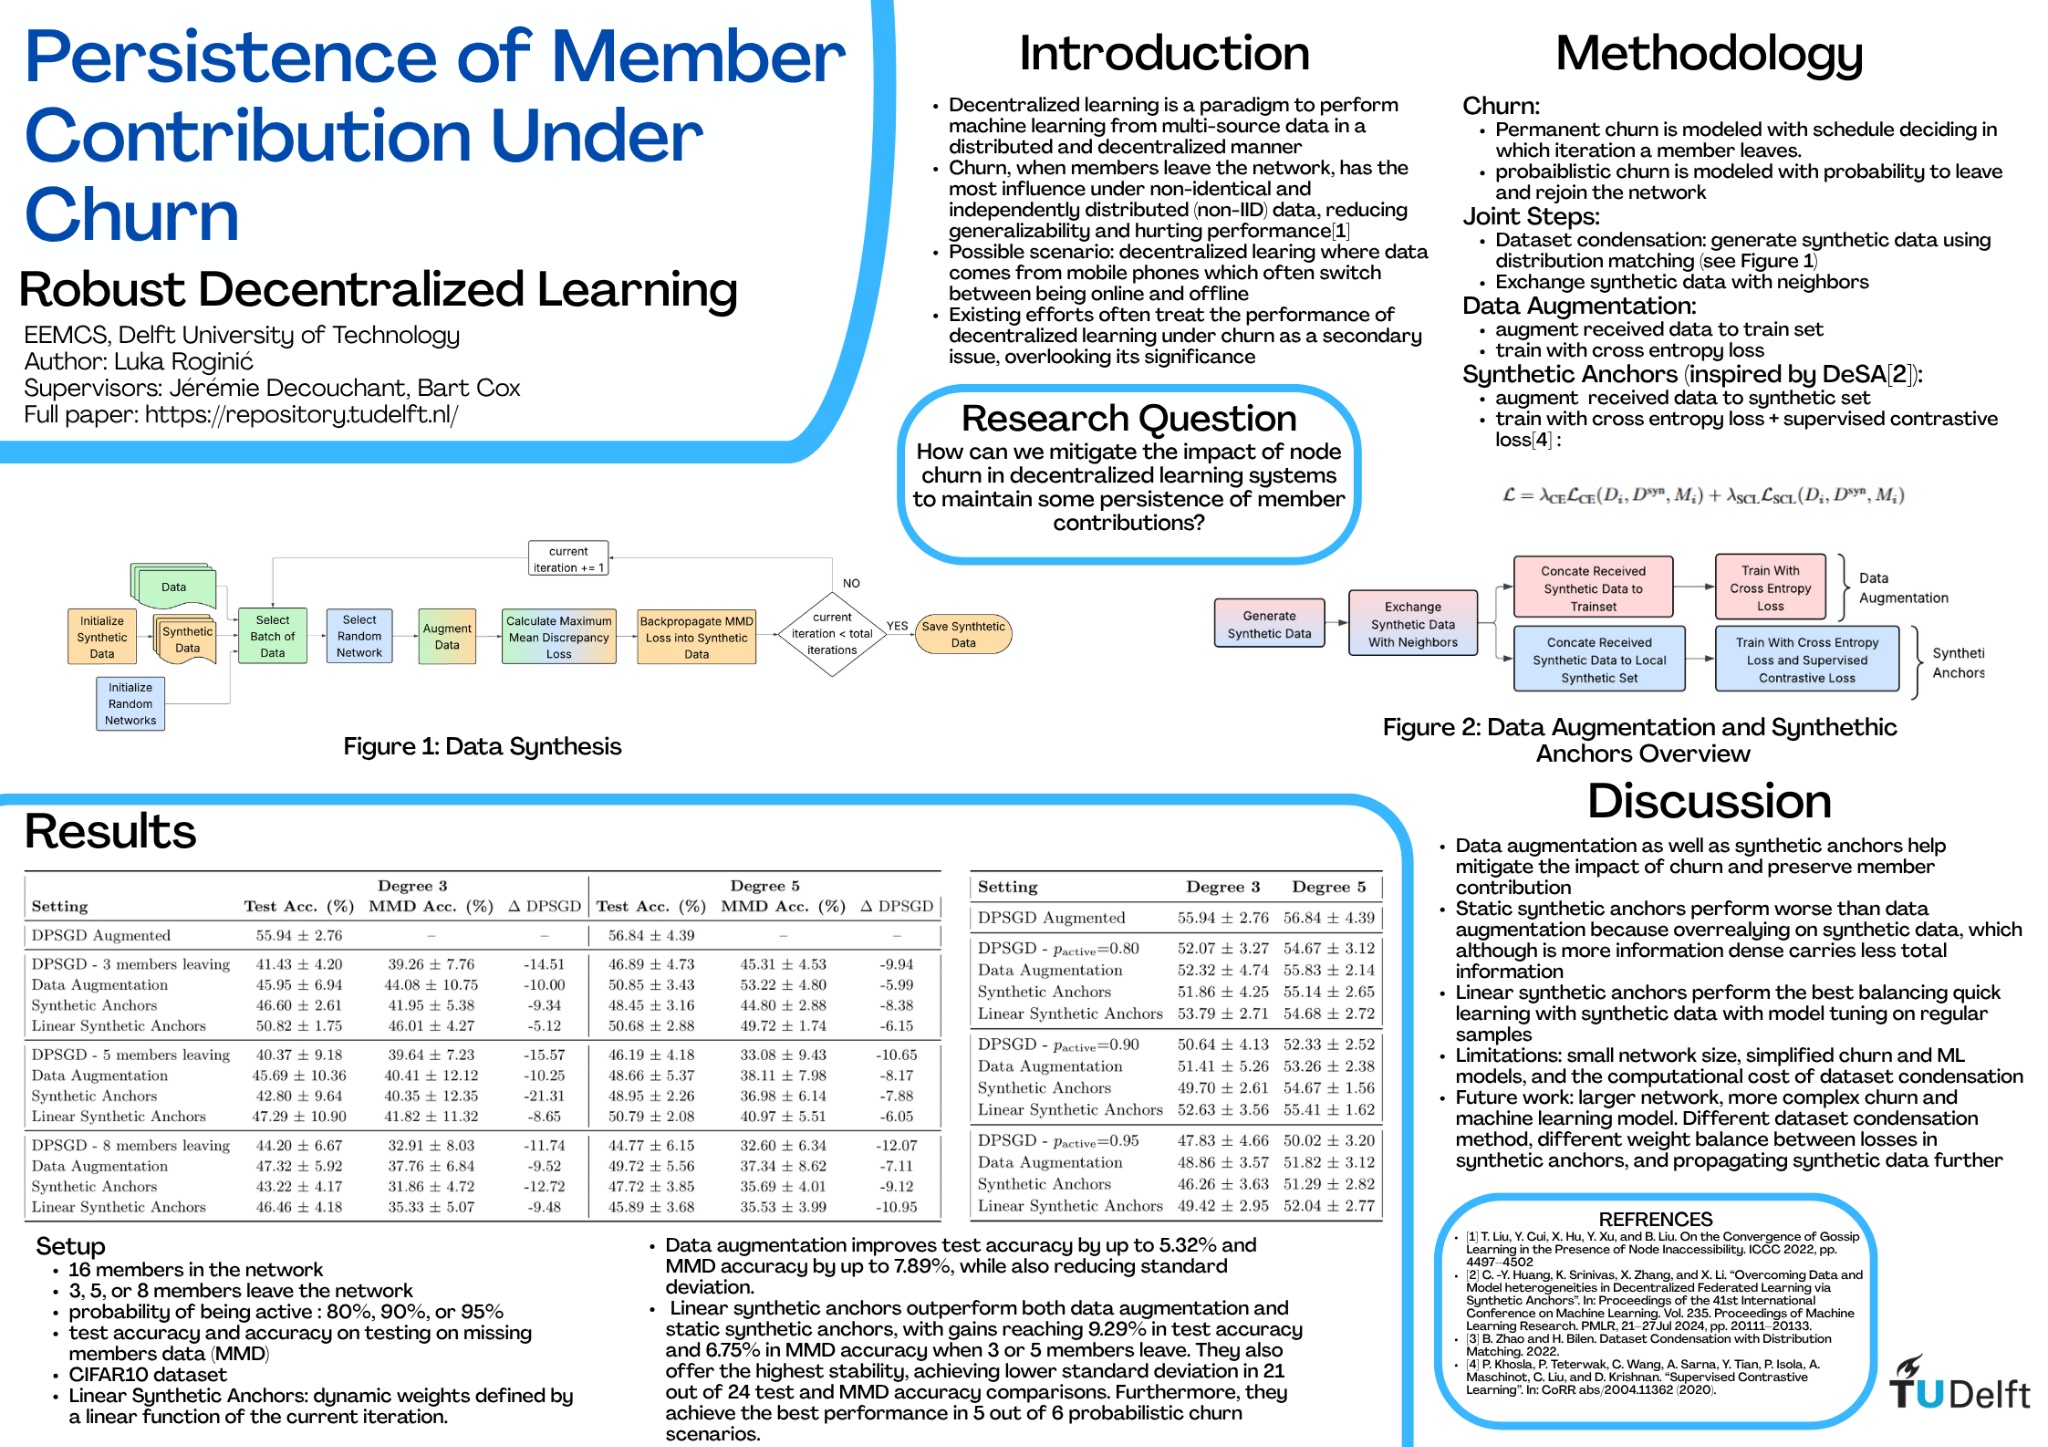 Persistence of Member
Contribution Under
Churn
Robust Decentralized Learning
EEMCS, Delft University of Technology
Author: Luka Roginić
Supervisors: Jérémie Decouchant, Bart Cox
Full paper: https://repository.tudelft.nl/
Introduction
• Decentralized learning is a paradigm to perform
machine learning from multi-source data in a
distributed and decentralized manner
• Churn, when members leave the network, has the
most influence under non-identical and
independently distributed (non-IID) data, reducing
generalizability and hurting performance[1]
• Possible scenario: decentralized learing where data
comes from mobile phones which often switch
between being online and offline
• Existing efforts often treat the performance of
decentralized learning under churn as a secondary
issue, overlooking its significance
Research Question
How can we mitigate the impact of node
churn in decentralized learning systems
to maintain some persistence of member
contributions?
Methodology
Churn:
• Permanent churn is modeled with schedule deciding in
which iteration a member leaves.
• probaiblistic churn is modeled with probability to leave
and rejoin the network
Joint Steps:
• Dataset condensation: generate synthetic data using
distribution matching (see Figure 1)
• Exchange synthetic data with neighbors
Data Augmentation:
• augment received data to train set
• train with cross entropy loss
Synthetic Anchors (inspired by DeSA[2]):
• augment  received data to synthetic set
• train with cross entropy loss + supervised contrastive
loss[4] :
ℒ = λ_CE ℒ_CE(D_i, D^syn, M_i) + λ_SCL ℒ_SCL(D_i, D^syn, M_i)
current
iteration += 1
NO
Data
Initialize
Synthetic
Data
Synthetic
Data
Initialize
Random
Networks
Select
Batch of
Data
Select
Random
Network
Augment
Data
Calculate Maximum
Mean Discrepancy
Loss
Backpropagate MMD
Loss into Synthetic
Data
current
iteration < total
iterations
YES
Save Synthtetic
Data
Figure 1: Data Synthesis
Generate
Synthetic Data
Exchange
Synthetic Data
With Neighbors
Concate Received
Synthetic Data to
Trainset
Train With
Cross Entropy
Loss
Data
Augmentation
Concate Received
Synthetic Data to Local
Synthetic Set
Train With Cross Entropy
Loss and Supervised
Contrastive Loss
Syntheti
Anchors
Figure 2: Data Augmentation and Synthethic
Anchors Overview
Results
Degree 3 Degree 5
Setting Test Acc. (%) MMD Acc. (%) Δ DPSGD Test Acc. (%) MMD Acc. (%) Δ DPSGD
DPSGD Augmented 55.94 ± 2.76 – – 56.84 ± 4.39 – –
DPSGD - 3 members leaving 41.43 ± 4.20 39.26 ± 7.76 -14.51 46.89 ± 4.73 45.31 ± 4.53 -9.94
Data Augmentation 45.95 ± 6.94 44.08 ± 10.75 -10.00 50.85 ± 3.43 53.22 ± 4.80 -5.99
Synthetic Anchors 46.60 ± 2.61 41.95 ± 5.38 -9.34 48.45 ± 3.16 44.80 ± 2.88 -8.38
Linear Synthetic Anchors 50.82 ± 1.75 46.01 ± 4.27 -5.12 50.68 ± 2.88 49.72 ± 1.74 -6.15
DPSGD - 5 members leaving 40.37 ± 9.18 39.64 ± 7.23 -15.57 46.19 ± 4.18 33.08 ± 9.43 -10.65
Data Augmentation 45.69 ± 10.36 40.41 ± 12.12 -10.25 48.66 ± 5.37 38.11 ± 7.98 -8.17
Synthetic Anchors 42.80 ± 9.64 40.35 ± 12.35 -21.31 48.95 ± 2.26 36.98 ± 6.14 -7.88
Linear Synthetic Anchors 47.29 ± 10.90 41.82 ± 11.32 -8.65 50.79 ± 2.08 40.97 ± 5.51 -6.05
DPSGD - 8 members leaving 44.20 ± 6.67 32.91 ± 8.03 -11.74 44.77 ± 6.15 32.60 ± 6.34 -12.07
Data Augmentation 47.32 ± 5.92 37.76 ± 6.84 -9.52 49.72 ± 5.56 37.34 ± 8.62 -7.11
Synthetic Anchors 43.22 ± 4.17 31.86 ± 4.72 -12.72 47.72 ± 3.85 35.69 ± 4.01 -9.12
Linear Synthetic Anchors 46.46 ± 4.18 35.33 ± 5.07 -9.48 45.89 ± 3.68 35.53 ± 3.99 -10.95
Setting Degree 3 Degree 5
DPSGD Augmented 55.94 ± 2.76 56.84 ± 4.39
DPSGD - p_active=0.80 52.07 ± 3.27 54.67 ± 3.12
Data Augmentation 52.32 ± 4.74 55.83 ± 2.14
Synthetic Anchors 51.86 ± 4.25 55.14 ± 2.65
Linear Synthetic Anchors 53.79 ± 2.71 54.68 ± 2.72
DPSGD - p_active=0.90 50.64 ± 4.13 52.33 ± 2.52
Data Augmentation 51.41 ± 5.26 53.26 ± 2.38
Synthetic Anchors 49.70 ± 2.61 54.67 ± 1.56
Linear Synthetic Anchors 52.63 ± 3.56 55.41 ± 1.62
DPSGD - p_active=0.95 47.83 ± 4.66 50.02 ± 3.20
Data Augmentation 48.86 ± 3.57 51.82 ± 3.12
Synthetic Anchors 46.26 ± 3.63 51.29 ± 2.82
Linear Synthetic Anchors 49.42 ± 2.95 52.04 ± 2.77
Setup
• 16 members in the network
• 3, 5, or 8 members leave the network
• probability of being active : 80%, 90%, or 95%
• test accuracy and accuracy on testing on missing
members data (MMD)
• CIFAR10 dataset
• Linear Synthetic Anchors: dynamic weights defined by
a linear function of the current iteration.
• Data augmentation improves test accuracy by up to 5.32% and
MMD accuracy by up to 7.89%, while also reducing standard
deviation.
• Linear synthetic anchors outperform both data augmentation and
static synthetic anchors, with gains reaching 9.29% in test accuracy
and 6.75% in MMD accuracy when 3 or 5 members leave. They also
offer the highest stability, achieving lower standard deviation in 21
out of 24 test and MMD accuracy comparisons. Furthermore, they
achieve the best performance in 5 out of 6 probabilistic churn
scenarios.
Discussion
• Data augmentation as well as synthetic anchors help
mitigate the impact of churn and preserve member
contribution
• Static synthetic anchors perform worse than data
augmentation because overrealying on synthetic data, which
although is more information dense carries less total
information
• Linear synthetic anchors perform the best balancing quick
learning with synthetic data with model tuning on regular
samples
• Limitations: small network size, simplified churn and ML
models, and the computational cost of dataset condensation
• Future work: larger network, more complex churn and
machine learning model. Different dataset condensation
method, different weight balance between losses in
synthetic anchors, and propagating synthetic data further
REFRENCES
• [1] T. Liu, Y. Cui, X. Hu, Y. Xu, and B. Liu. On the Convergence of Gossip
Learning in the Presence of Node Inaccessibility. ICCC 2022, pp.
4497–4502
• [2] C. -Y. Huang, K. Srinivas, X. Zhang, and X. Li. “Overcoming Data and
Model heterogeneities in Decentralized Federated Learning via
Synthetic Anchors”. In: Proceedings of the 41st International
Conference on Machine Learning. Vol. 235. Proceedings of Machine
Learning Research. PMLR, 21–27Jul 2024, pp. 20111–20133.
• [3] B. Zhao and H. Bilen. Dataset Condensation with Distribution
Matching. 2022.
• [4] P. Khosla, P. Teterwak, C. Wang, A. Sarna, Y. Tian, P. Isola, A.
Maschinot, C. Liu, and D. Krishnan. “Supervised Contrastive
Learning”. In: CoRR abs/2004.11362 (2020).
TU Delft